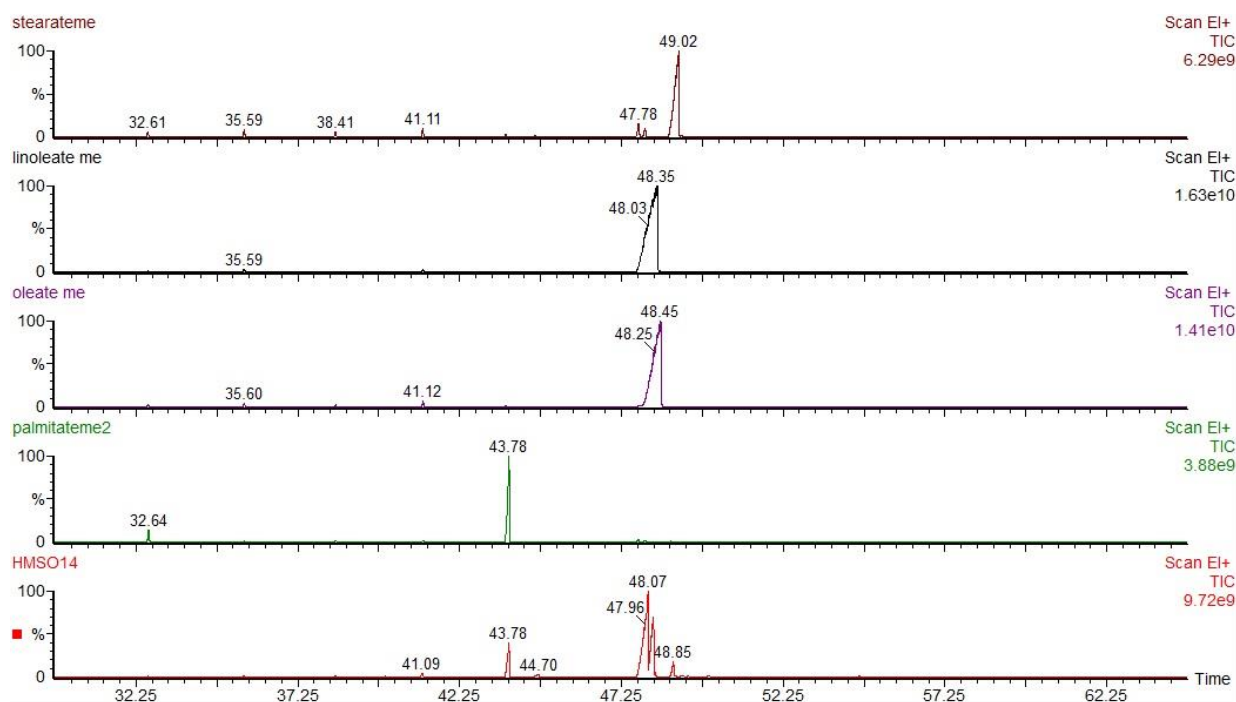 stearateme
Scan EI+
TIC
6.29e9
49.02
100
%
0
32.61
35.59
38.41
41.11
47.78
linoleate me
Scan EI+
TIC
1.63e10
48.35
100
48.03
%
35.59
0
oleate me
Scan EI+
TIC
1.41e10
48.45
100
48.25
%
35.60
41.12
0
palmitateme2
Scan EI+
TIC
3.88e9
43.78
100
%
32.64
0
HMSO14
Scan EI+
TIC
9.72e9
48.07
100
47.96
%
43.78
48.85
41.09
44.70
0
Time
32.25 37.25 42.25 47.25 52.25 57.25 62.25